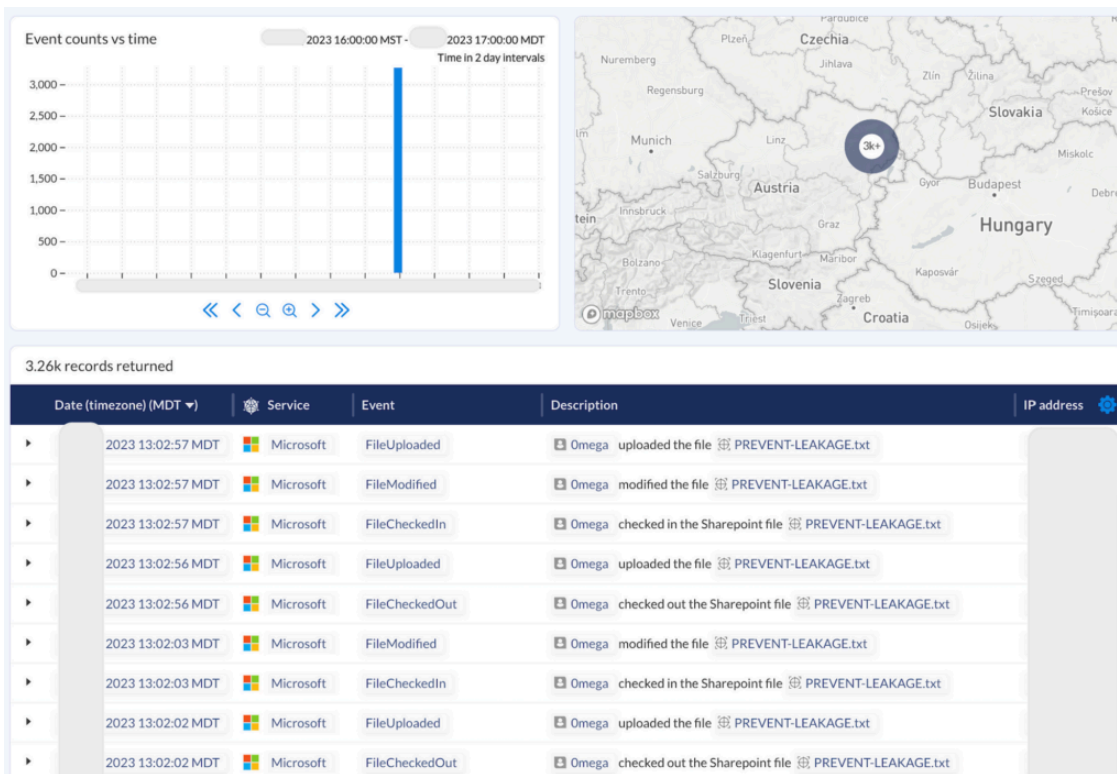 Event counts vs time
2023 16:00:00 MST - 2023 17:00:00 MDT
Time in 2 day intervals
3,000
2,500
2,000
1,500
1,000
500
0
Pardubice
Plzeň
Czechia
Nuremberg
Jihlava
Zlín
Žilina
Regensburg
Prešov
Slovakia
Košice
Munich
Linz
3k+
Miskolc
Salzburg
Austria
Gyor
Budapest
Debre
Innsbruck
Graz
Hungary
tein
Bolzano
Klagenfurt
Maribor
Kaposvár
Szeged
Trento
Slovenia
Zagreb
Timișoara
mapbox
Venice
Triest
Croatia
Osijek
3.26k records returned
Date (timezone) (MDT ▾) Service Event Description IP address
2023 13:02:57 MDT Microsoft FileUploaded 0mega uploaded the file PREVENT-LEAKAGE.txt
2023 13:02:57 MDT Microsoft FileModified 0mega modified the file PREVENT-LEAKAGE.txt
2023 13:02:57 MDT Microsoft FileCheckedIn 0mega checked in the Sharepoint file PREVENT-LEAKAGE.txt
2023 13:02:56 MDT Microsoft FileUploaded 0mega uploaded the file PREVENT-LEAKAGE.txt
2023 13:02:56 MDT Microsoft FileCheckedOut 0mega checked out the Sharepoint file PREVENT-LEAKAGE.txt
2023 13:02:03 MDT Microsoft FileModified 0mega modified the file PREVENT-LEAKAGE.txt
2023 13:02:03 MDT Microsoft FileCheckedIn 0mega checked in the Sharepoint file PREVENT-LEAKAGE.txt
2023 13:02:02 MDT Microsoft FileUploaded 0mega uploaded the file PREVENT-LEAKAGE.txt
2023 13:02:02 MDT Microsoft FileCheckedOut 0mega checked out the Sharepoint file PREVENT-LEAKAGE.txt